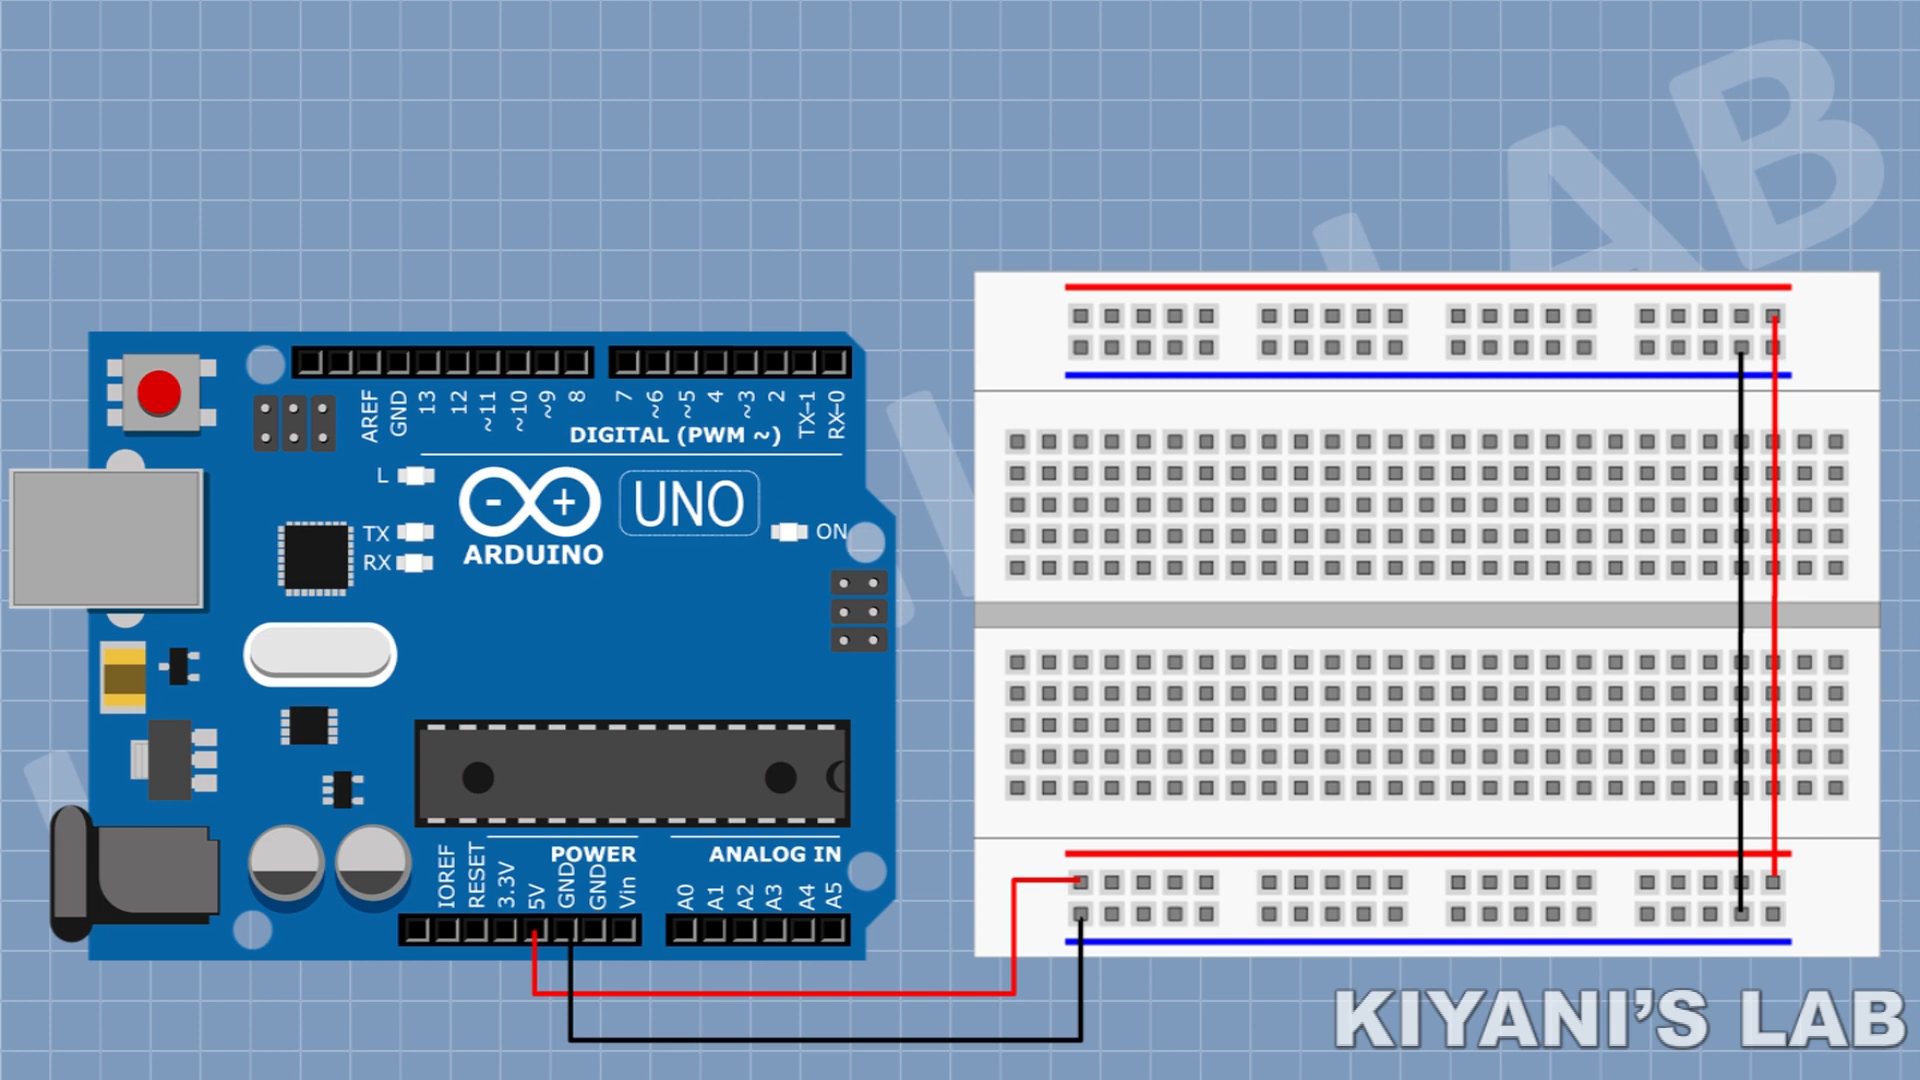 AREF
GND
13
12
~11
~10
~9
8
7
~6
~5
4
~3
2
TX→1
RX←0
DIGITAL (PWM ~)
L
TX
RX
- +
ARDUINO
UNO
ON
IOREF
RESET
3.3V
5V
GND
GND
Vin
POWER
ANALOG IN
A0
A1
A2
A3
A4
A5
LAB
KIYANI’S LAB